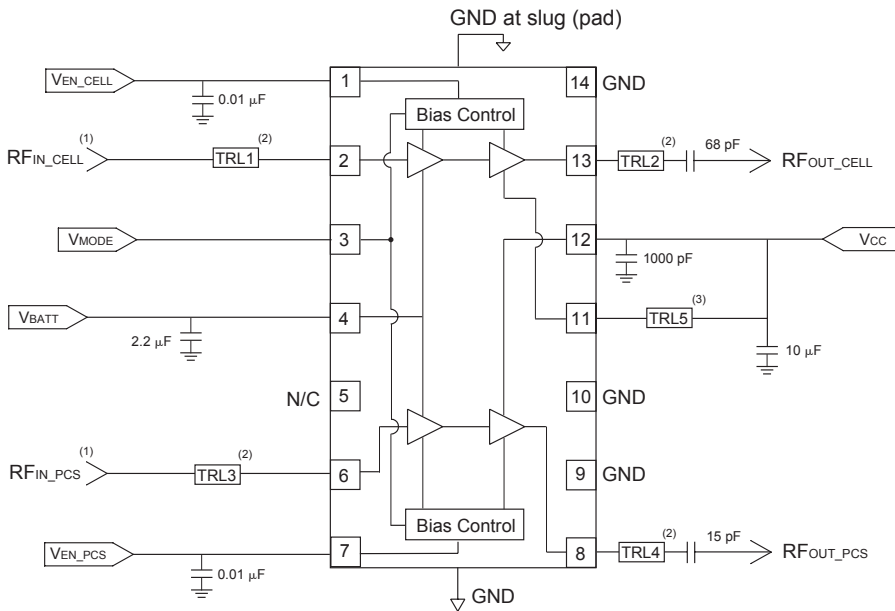 GND at slug (pad)
VEN_CELL
0.01 µF
1
14
GND
Bias Control
RFIN_CELL
(1)
TRL1
(2)
2
13
TRL2
(2)
68 pF
RFOUT_CELL
VMODE
3
12
1000 pF
VCC
VBATT
2.2 µF
4
11
TRL5
(3)
10 µF
N/C
5
10
GND
RFIN_PCS
(1)
TRL3
(2)
6
9
GND
Bias Control
VEN_PCS
0.01 µF
7
8
TRL4
(2)
15 pF
RFOUT_PCS
GND